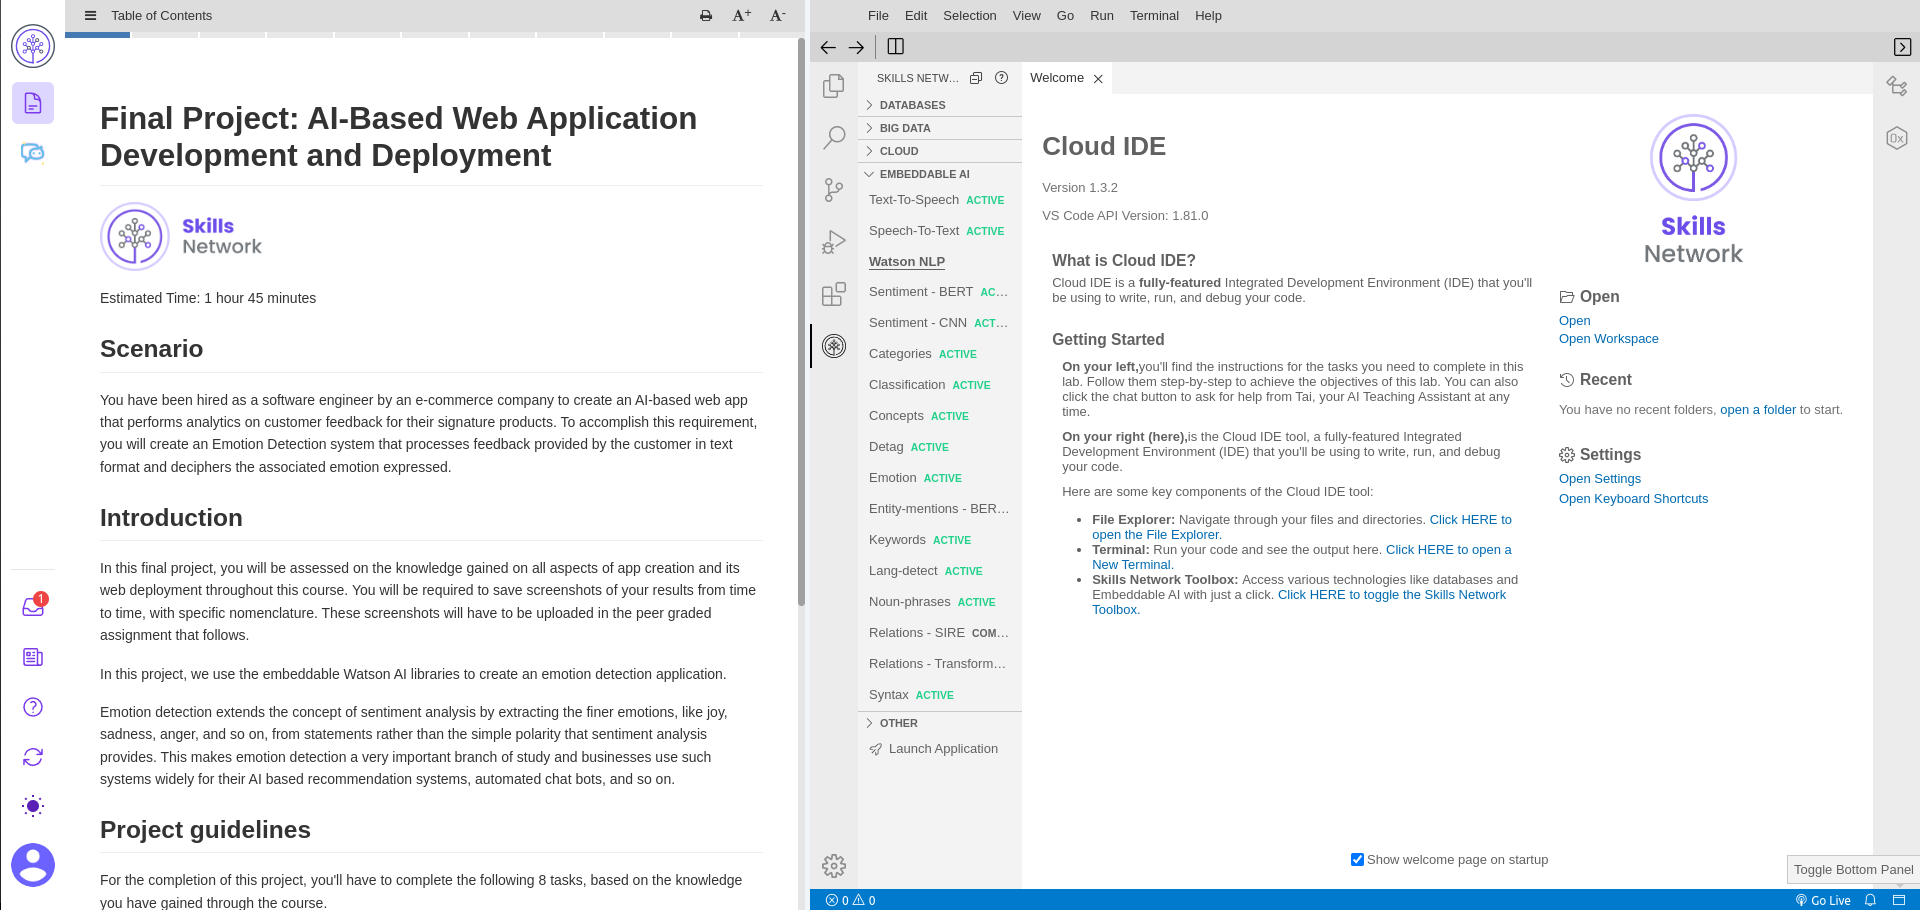 Table of Contents
A+
A-
1
Final Project: AI-Based Web Application
Development and Deployment
Skills
Network
Estimated Time: 1 hour 45 minutes
Scenario
You have been hired as a software engineer by an e-commerce company to create an AI-based web app
that performs analytics on customer feedback for their signature products. To accomplish this requirement,
you will create an Emotion Detection system that processes feedback provided by the customer in text
format and deciphers the associated emotion expressed.
Introduction
In this final project, you will be assessed on the knowledge gained on all aspects of app creation and its
web deployment throughout this course. You will be required to save screenshots of your results from time
to time, with specific nomenclature. These screenshots will have to be uploaded in the peer graded
assignment that follows.
In this project, we use the embeddable Watson AI libraries to create an emotion detection application.
Emotion detection extends the concept of sentiment analysis by extracting the finer emotions, like joy,
sadness, anger, and so on, from statements rather than the simple polarity that sentiment analysis
provides. This makes emotion detection a very important branch of study and businesses use such
systems widely for their AI based recommendation systems, automated chat bots, and so on.
Project guidelines
For the completion of this project, you'll have to complete the following 8 tasks, based on the knowledge
you have gained through the course.
File Edit Selection View Go Run Terminal Help
SKILLS NETW...
DATABASES
BIG DATA
CLOUD
EMBEDDABLE AI
Text-To-Speech ACTIVE
Speech-To-Text ACTIVE
Watson NLP
Sentiment - BERT AC...
Sentiment - CNN ACT...
Categories ACTIVE
Classification ACTIVE
Concepts ACTIVE
Detag ACTIVE
Emotion ACTIVE
Entity-mentions - BER...
Keywords ACTIVE
Lang-detect ACTIVE
Noun-phrases ACTIVE
Relations - SIRE COM...
Relations - Transform...
Syntax ACTIVE
OTHER
Launch Application
Welcome
Cloud IDE
Version 1.3.2
VS Code API Version: 1.81.0
What is Cloud IDE?
Cloud IDE is a fully-featured Integrated Development Environment (IDE) that you'll
be using to write, run, and debug your code.
Getting Started
On your left,you'll find the instructions for the tasks you need to complete in this
lab. Follow them step-by-step to achieve the objectives of this lab. You can also
click the chat button to ask for help from Tai, your AI Teaching Assistant at any
time.
On your right (here),is the Cloud IDE tool, a fully-featured Integrated
Development Environment (IDE) that you'll be using to write, run, and debug
your code.
Here are some key components of the Cloud IDE tool:
• File Explorer: Navigate through your files and directories. Click HERE to
open the File Explorer.
• Terminal: Run your code and see the output here. Click HERE to open a
New Terminal.
• Skills Network Toolbox: Access various technologies like databases and
Embeddable AI with just a click. Click HERE to toggle the Skills Network
Toolbox.
Skills
Network
Open
Open
Open Workspace
Recent
You have no recent folders, open a folder to start.
Settings
Open Settings
Open Keyboard Shortcuts
0x
Show welcome page on startup
Toggle Bottom Panel
0 0
Go Live